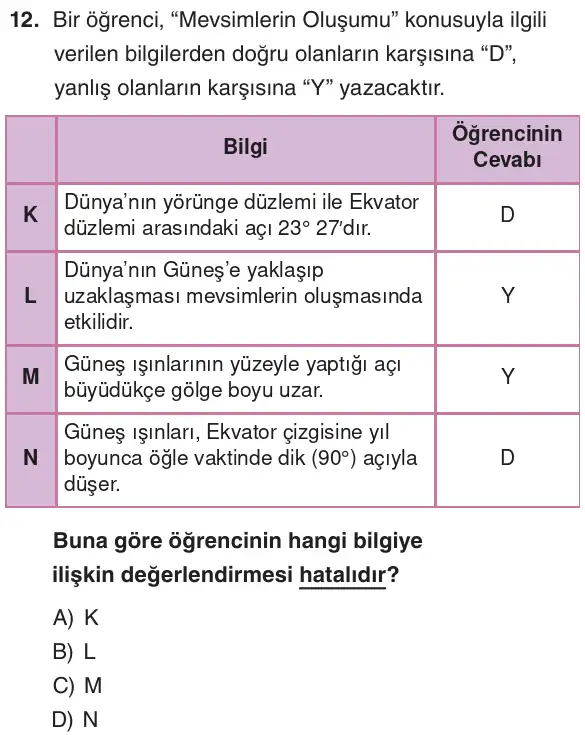 12. Bir öğrenci, “Mevsimlerin Oluşumu” konusuyla ilgili
verilen bilgilerden doğru olanların karşısına “D”,
yanlış olanların karşısına “Y” yazacaktır.
Bilgi
Öğrencinin
Cevabı
K
Dünya’nın yörünge düzlemi ile Ekvator
düzlemi arasındaki açı 23° 27′dır.
D
L
Dünya’nın Güneş’e yaklaşıp
uzaklaşması mevsimlerin oluşmasında
etkilidir.
Y
M
Güneş ışınlarının yüzeyle yaptığı açı
büyüdükçe gölge boyu uzar.
Y
N
Güneş ışınları, Ekvator çizgisine yıl
boyunca öğle vaktinde dik (90°) açıyla
düşer.
D
Buna göre öğrencinin hangi bilgiye
ilişkin değerlendirmesi hatalıdır?
A) K
B) L
C) M
D) N